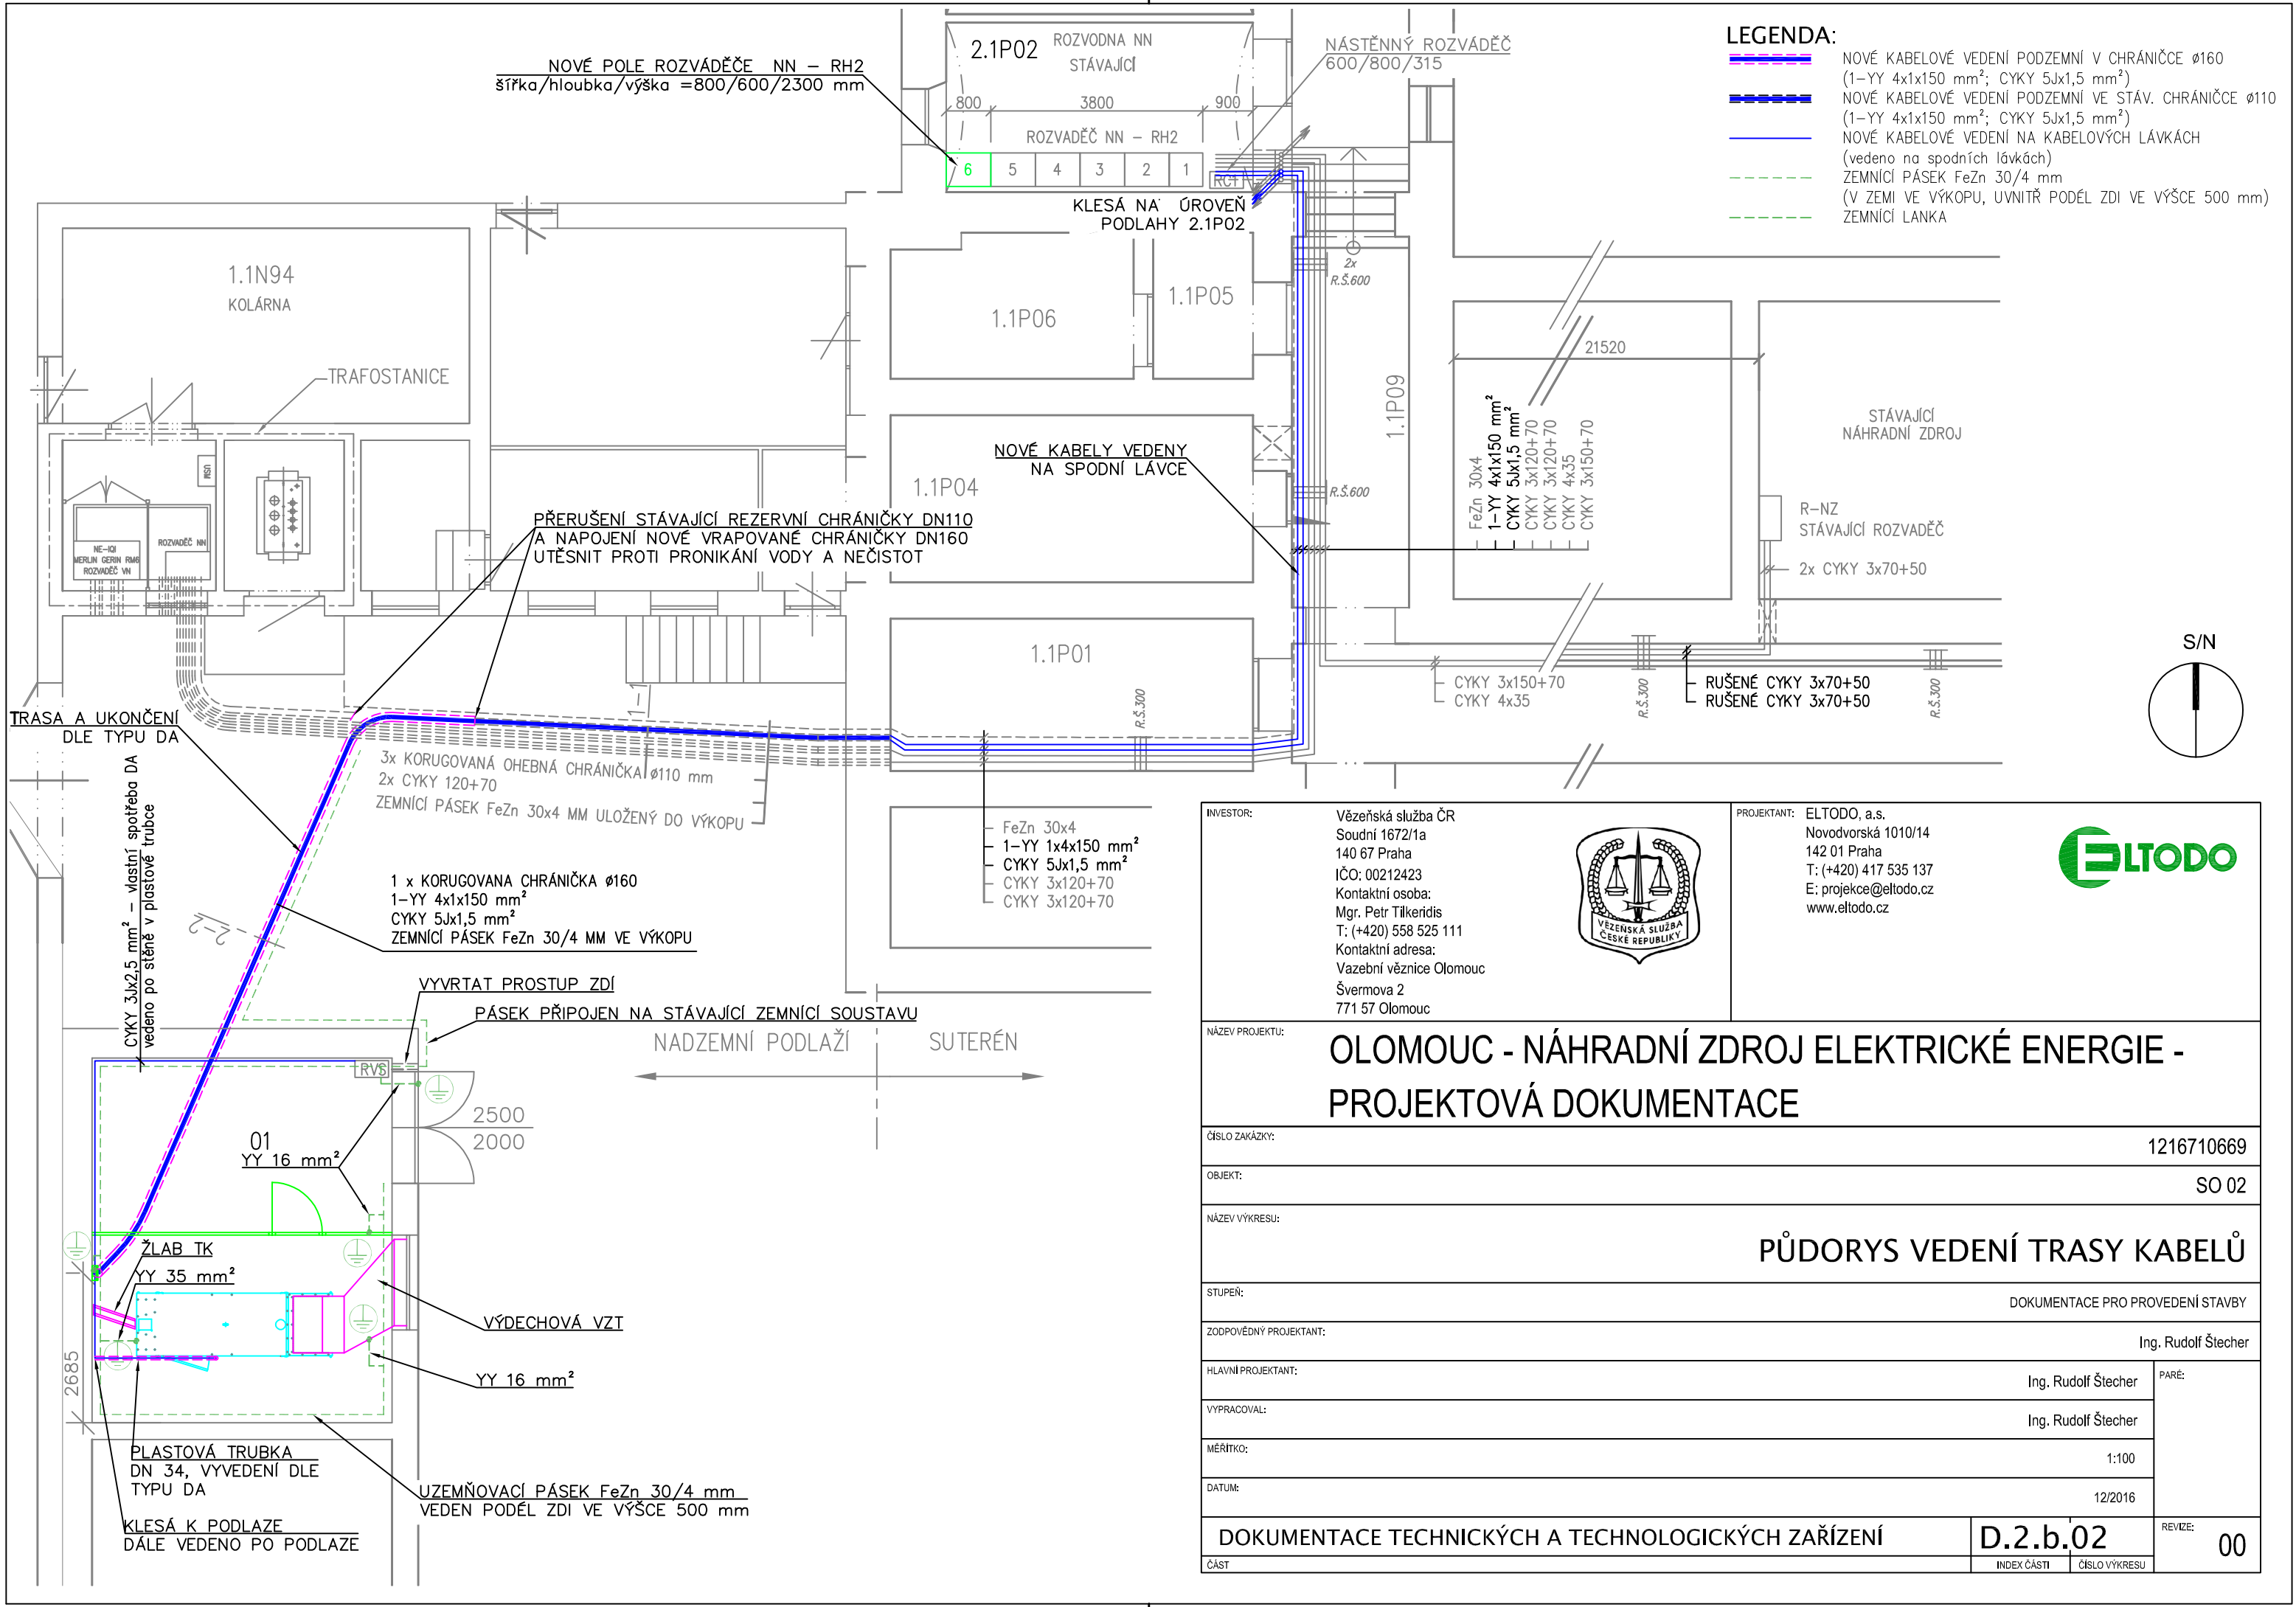 NOVÉ POLE ROZVÁDĚČE NN – RH2
šířka/hloubka/výška =800/600/2300 mm
2.1P02
ROZVODNA NN
STÁVAJÍCÍ
800
3800
900
ROZVADĚČ NN – RH2
6
5
4
3
2
1
RCT
NÁSTĚNNÝ ROZVÁDĚČ
600/800/315
KLESÁ NA ÚROVEŇ
PODLAHY 2.1P02
LEGENDA:
NOVÉ KABELOVÉ VEDENÍ PODZEMNÍ V CHRÁNIČCE ø160
(1–YY 4x1x150 mm²; CYKY 5Jx1,5 mm²)
NOVÉ KABELOVÉ VEDENÍ PODZEMNÍ VE STÁV. CHRÁNIČCE ø110
(1–YY 4x1x150 mm²; CYKY 5Jx1,5 mm²)
NOVÉ KABELOVÉ VEDENÍ NA KABELOVÝCH LÁVKÁCH
(vedeno na spodních lávkách)
ZEMNÍCÍ PÁSEK FeZn 30/4 mm
(V ZEMI VE VÝKOPU, UVNITŘ PODÉL ZDI VE VÝŠCE 500 mm)
ZEMNÍCÍ LANKA
1.1N94
KOLÁRNA
TRAFOSTANICE
1.1P06
1.1P05
2x
R.Š.600
1.1P09
21520
STÁVAJÍCÍ
NÁHRADNÍ ZDROJ
FeZn 30x4
1–YY 4x1x150 mm²
CYKY 5Jx1,5 mm²
CYKY 3x120+70
CYKY 3x120+70
CYKY 4x35
CYKY 3x150+70
NOVÉ KABELY VEDENY
NA SPODNÍ LÁVCE
R.Š.600
1.1P04
R–NZ
STÁVAJÍCÍ ROZVADĚČ
2x CYKY 3x70+50
USM
NE–IQI
MERLIN GERIN RM6
ROZVADĚČ VN
ROZVADĚČ NN
PŘERUŠENÍ STÁVAJÍCÍ REZERVNÍ CHRÁNIČKY DN110
A NAPOJENÍ NOVÉ VRAPOVANÉ CHRÁNIČKY DN160
UTĚSNIT PROTI PRONIKÁNÍ VODY A NEČISTOT
1.1P01
R.Š.300
CYKY 3x150+70
CYKY 4x35
R.Š.300
RUŠENÉ CYKY 3x70+50
RUŠENÉ CYKY 3x70+50
R.Š.300
S/N
TRASA A UKONČENÍ
DLE TYPU DA
1–1
3x KORUGOVANÁ OHEBNÁ CHRÁNIČKA ø110 mm
2x CYKY 120+70
ZEMNÍCÍ PÁSEK FeZn 30x4 MM ULOŽENÝ DO VÝKOPU
CYKY 3Jx2,5 mm² – vlastní spotřeba DA
vedeno po stěně v plastové trubce
FeZn 30x4
1–YY 1x4x150 mm²
CYKY 5Jx1,5 mm²
CYKY 3x120+70
CYKY 3x120+70
1 x KORUGOVANA CHRÁNIČKA ø160
1–YY 4x1x150 mm²
CYKY 5Jx1,5 mm²
ZEMNÍCÍ PÁSEK FeZn 30/4 MM VE VÝKOPU
2–2
VYVRTAT PROSTUP ZDÍ
PÁSEK PŘIPOJEN NA STÁVAJÍCÍ ZEMNÍCÍ SOUSTAVU
NADZEMNÍ PODLAŽÍ
SUTERÉN
RVS
2500
2000
01
YY 16 mm²
ŽLAB TK
YY 35 mm²
VÝDECHOVÁ VZT
YY 16 mm²
2685
PLASTOVÁ TRUBKA
DN 34, VYVEDENÍ DLE
TYPU DA
KLESÁ K PODLAZE
DÁLE VEDENO PO PODLAZE
UZEMŇOVACÍ PÁSEK FeZn 30/4 mm
VEDEN PODÉL ZDI VE VÝŠCE 500 mm
INVESTOR:
Vězeňská služba ČR
Soudní 1672/1a
140 67 Praha
IČO: 00212423
Kontaktní osoba:
Mgr. Petr Tilkeridis
T: (+420) 558 525 111
Kontaktní adresa:
Vazební věznice Olomouc
Švermova 2
771 57 Olomouc
VĚZEŇSKÁ SLUŽBA
ČESKÉ REPUBLIKY
PROJEKTANT:
ELTODO, a.s.
Novodvorská 1010/14
142 01 Praha
T: (+420) 417 535 137
E: projekce@eltodo.cz
www.eltodo.cz
ELTODO
NÁZEV PROJEKTU:
OLOMOUC - NÁHRADNÍ ZDROJ ELEKTRICKÉ ENERGIE -
PROJEKTOVÁ DOKUMENTACE
ČÍSLO ZAKÁZKY:
1216710669
OBJEKT:
SO 02
NÁZEV VÝKRESU:
PŮDORYS VEDENÍ TRASY KABELŮ
STUPEŇ:
DOKUMENTACE PRO PROVEDENÍ STAVBY
ZODPOVĚDNÝ PROJEKTANT:
Ing. Rudolf Štecher
HLAVNÍ PROJEKTANT:
Ing. Rudolf Štecher
PARÉ:
VYPRACOVAL:
Ing. Rudolf Štecher
MĚŘÍTKO:
1:100
DATUM:
12/2016
DOKUMENTACE TECHNICKÝCH A TECHNOLOGICKÝCH ZAŘÍZENÍ
D.2.b.02
REVIZE:
00
ČÁST
INDEX ČÁSTI
ČÍSLO VÝKRESU